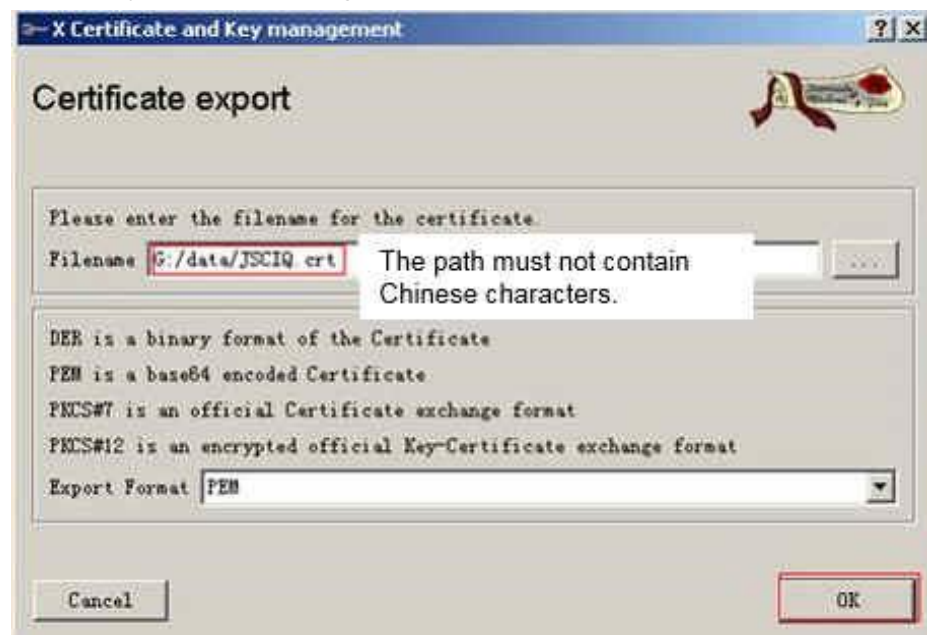 X Certificate and Key management
Certificate export
Please enter the filename for the certificate.
Filename G:/data/JSCIQ.crt
...
The path must not contain
Chinese characters.
DER is a binary format of the Certificate
PEM is a base64 encoded Certificate
PKCS#7 is an official Certificate exchange format
PKCS#12 is an encrypted official Key-Certificate exchange format
Export Format PEM
Cancel
OK